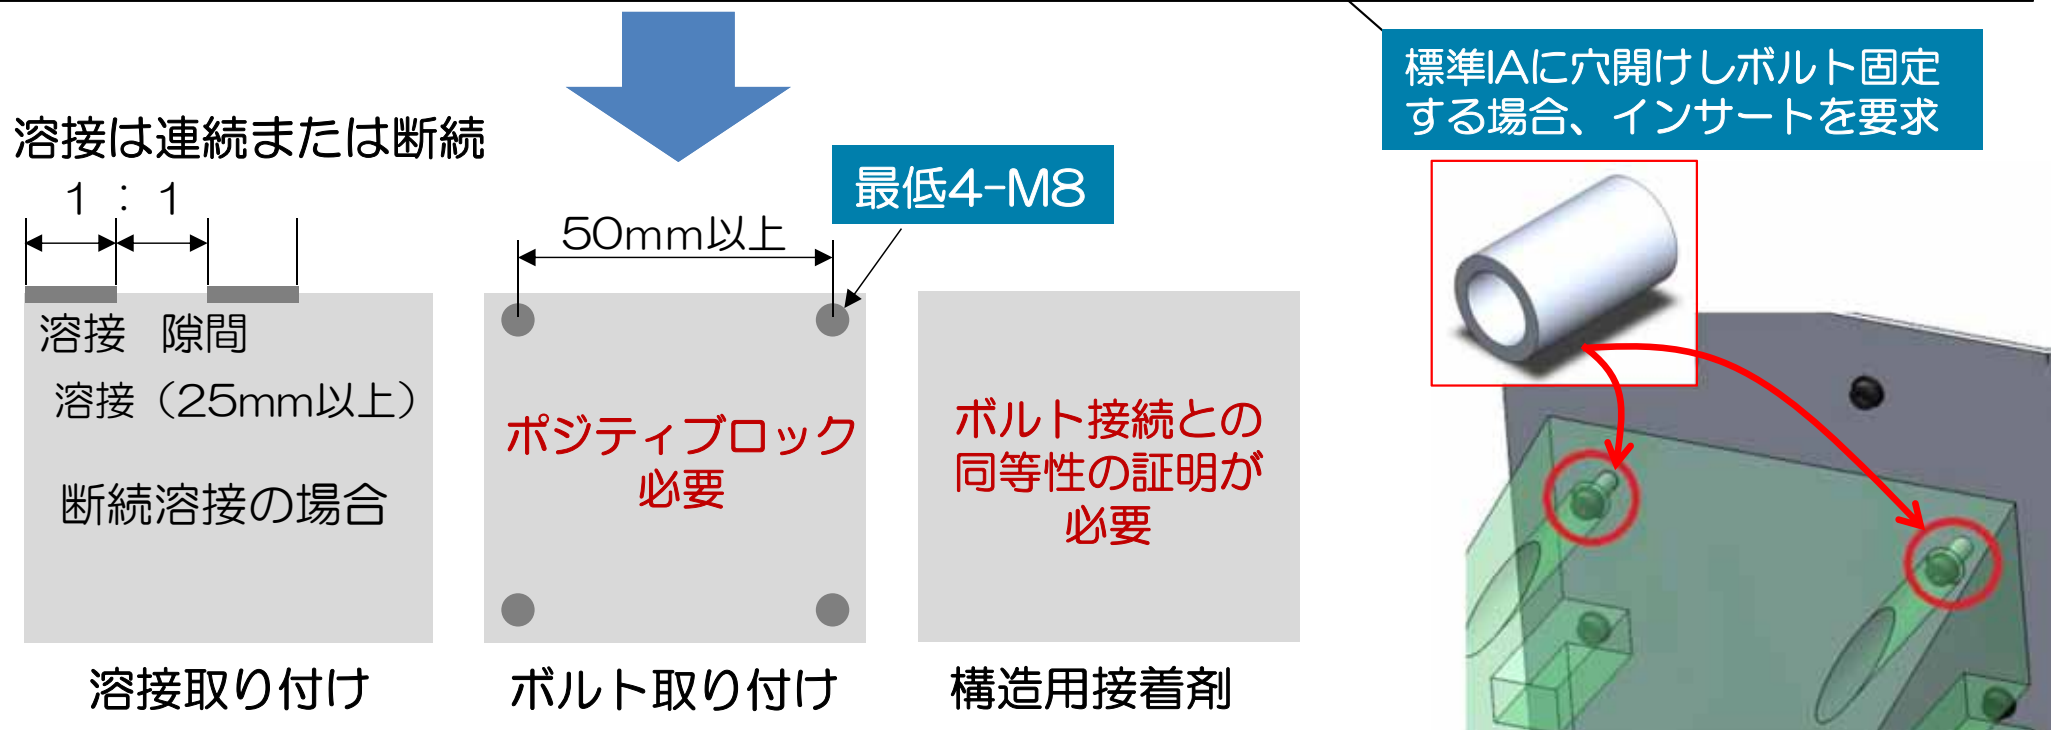 標準IAに穴開けしボルト固定
する場合、インサートを要求
溶接は連続または断続
1 : 1
最低4-M8
50mm以上
溶接 隙間
溶接（25mm以上）
断続溶接の場合
ポジティブロック
必要
ボルト接続との
同等性の証明が
必要
溶接取り付け
ボルト取り付け
構造用接着剤